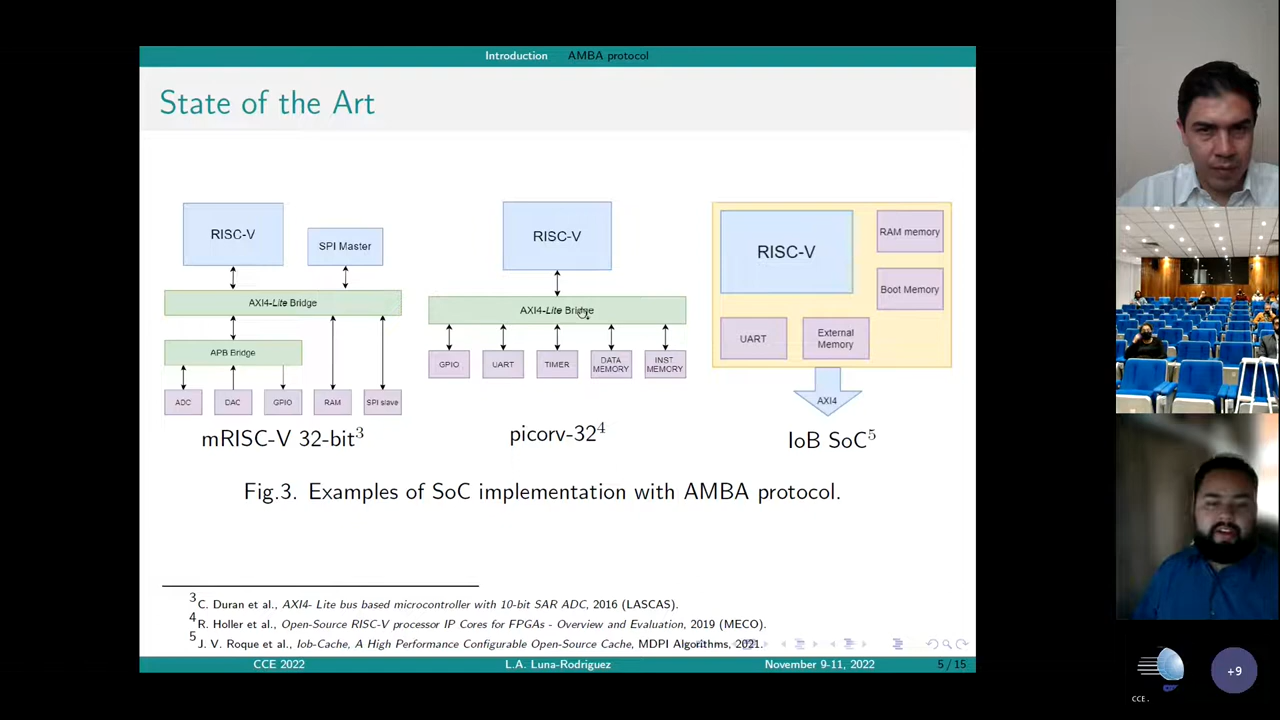 Introduction AMBA protocol
State of the Art
RISC-V
SPI Master
AXI4-Lite Bridge
APB Bridge
ADC
DAC
GPIO
RAM
SPI slave
mRISC-V 32-bit3
RISC-V
AXI4-Lite Bridge
GPIO
UART
TIMER
DATA
MEMORY
INST
MEMORY
picorv-324
RISC-V
RAM memory
Boot Memory
UART
External
Memory
AXI4
IoB SoC5
Fig.3. Examples of SoC implementation with AMBA protocol.
3C. Duran et al., AXI4- Lite bus based microcontroller with 10-bit SAR ADC, 2016 (LASCAS).
4R. Holler et al., Open-Source RISC-V processor IP Cores for FPGAs - Overview and Evaluation, 2019 (MECO).
5J. V. Roque et al., Iob-Cache, A High Performance Configurable Open-Source Cache, MDPI Algorithms, 2021.
CCE 2022 L.A. Luna-Rodriguez November 9-11, 2022 5 / 15
CCE.
+9